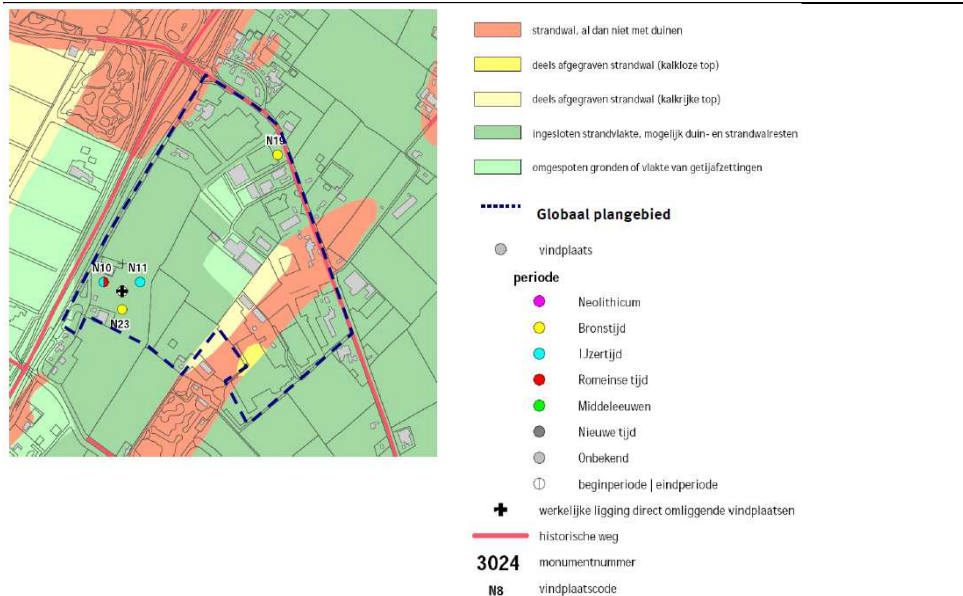 N19
N10 N11
N23
strandwal, al dan niet met duinen
deels afgegraven strandwal (kalkloze top)
deels afgegraven strandwal (kalkrijke top)
ingesloten strandvlakte, mogelijk duin- en strandwalresten
omgespoten gronden of vlakte van getijafzettingen
Globaal plangebied
vindplaats
periode
Neolithicum
Bronstijd
IJzertijd
Romeinse tijd
Middeleeuwen
Nieuwe tijd
Onbekend
beginperiode | eindperiode
werkelijke ligging direct omliggende vindplaatsen
historische weg
3024 monumentnummer
N8 vindplaatscode